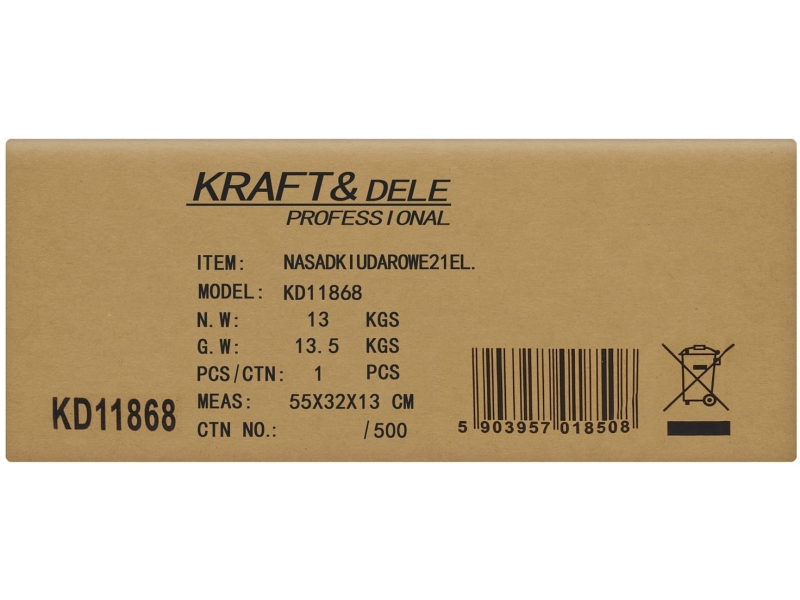 KRAFT& DELE
PROFESSIONAL
ITEM: NASADKIUDAROWE21EL.
MODEL: KD11868
N.W: 13 KGS
G.W: 13.5 KGS
PCS/CTN: 1 PCS
MEAS: 55X32X13 CM
CTN NO.: /500
KD11868
5 903957 018508